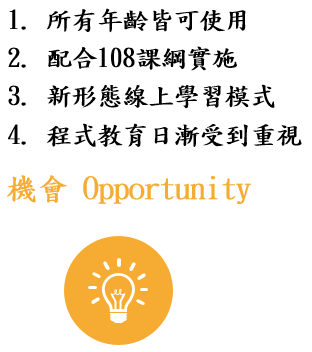 1. 所有年齡皆可使用
2. 配合108課綱實施
3. 新形態線上學習模式
4. 程式教育日漸受到重視
機會 Opportunity